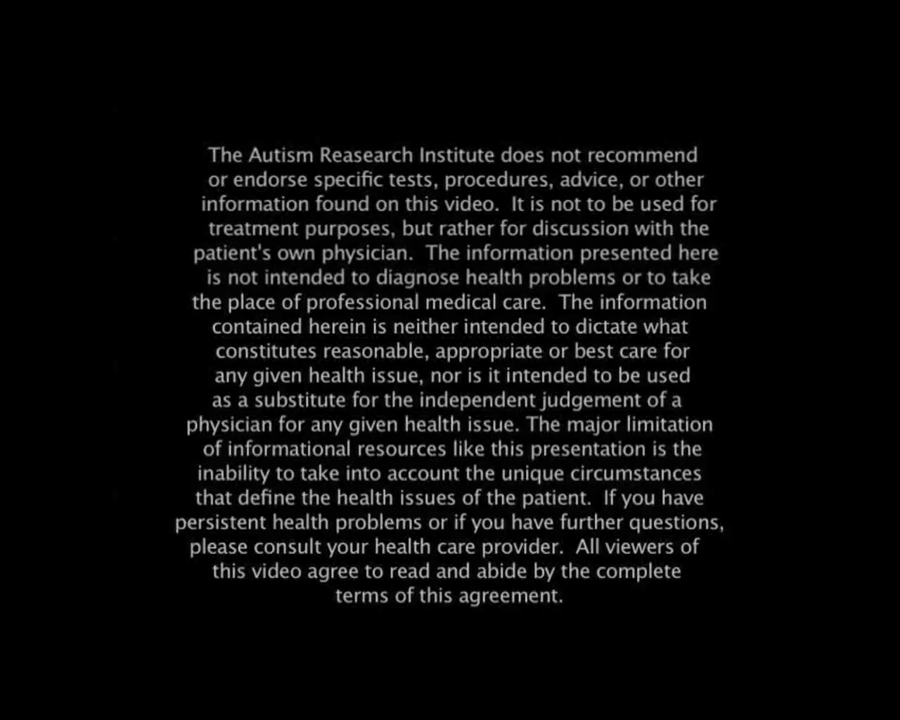 The Autism Reasearch Institute does not recommend
or endorse specific tests, procedures, advice, or other
information found on this video. It is not to be used for
treatment purposes, but rather for discussion with the
patient's own physician. The information presented here
is not intended to diagnose health problems or to take
the place of professional medical care. The information
contained herein is neither intended to dictate what
constitutes reasonable, appropriate or best care for
any given health issue, nor is it intended to be used
as a substitute for the independent judgement of a
physician for any given health issue. The major limitation
of informational resources like this presentation is the
inability to take into account the unique circumstances
that define the health issues of the patient. If you have
persistent health problems or if you have further questions,
please consult your health care provider. All viewers of
this video agree to read and abide by the complete
terms of this agreement.